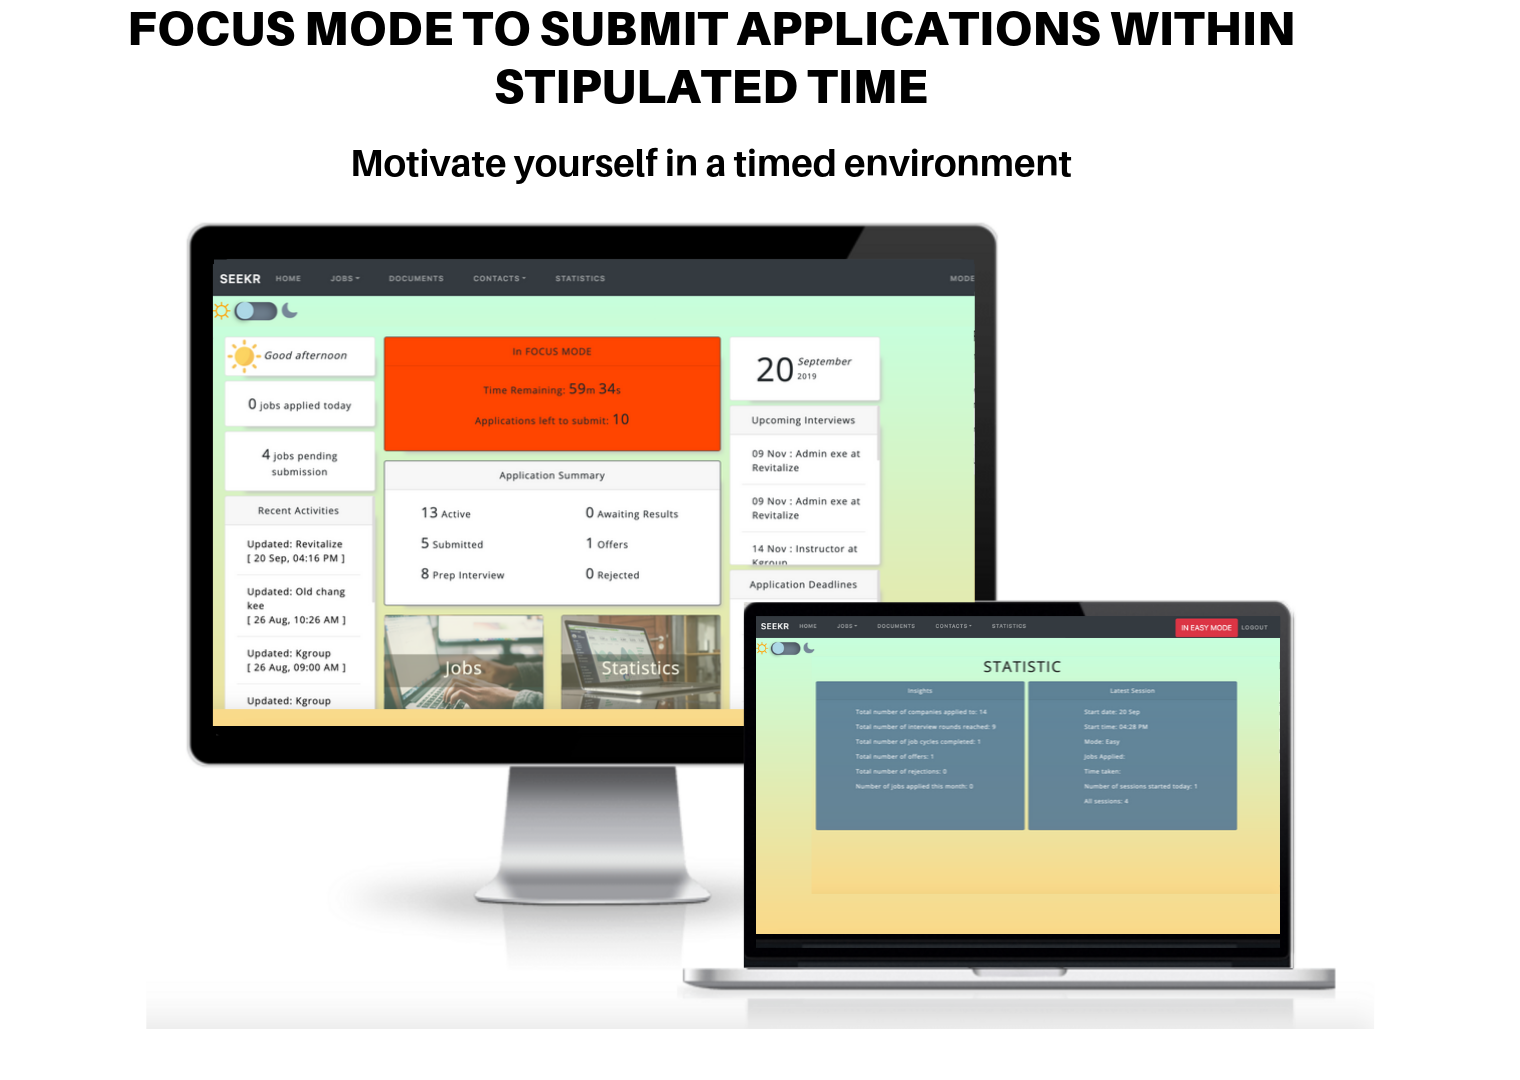 FOCUS MODE TO SUBMIT APPLICATIONS WITHIN
STIPULATED TIME
Motivate yourself in a timed environment
SEEKR HOME JOBS DOCUMENTS CONTACTS STATISTICS MODE
Good afternoon
0 jobs applied today
4 jobs pending
submission
Recent Activities
Updated: Revitalize
[ 20 Sep, 04:16 PM ]
Updated: Old chang
kee
[ 26 Aug, 10:26 AM ]
Updated: Kgroup
[ 26 Aug, 09:00 AM ]
Updated: Kgroup
In FOCUS MODE
Time Remaining: 59m 34s
Applications left to submit: 10
Application Summary
13 Active 0 Awaiting Results
5 Submitted 1 Offers
8 Prep Interview 0 Rejected
Jobs Statistics
20 September
2019
Upcoming Interviews
09 Nov : Admin exe at
Revitalize
09 Nov : Admin exe at
Revitalize
14 Nov : Instructor at
Kgroup
Application Deadlines
SEEKR HOME JOBS DOCUMENTS CONTACTS STATISTICS IN EASY MODE LOGOUT
STATISTIC
Insights
Total number of companies applied to: 14
Total number of interview rounds reached: 9
Total number of job cycles completed: 1
Total number of offers: 1
Total number of rejections: 0
Number of jobs applied this month: 0
Latest Session
Start date: 20 Sep
Start time: 04:28 PM
Mode: Easy
Jobs Applied:
Time taken:
Number of sessions started today: 1
All sessions: 4